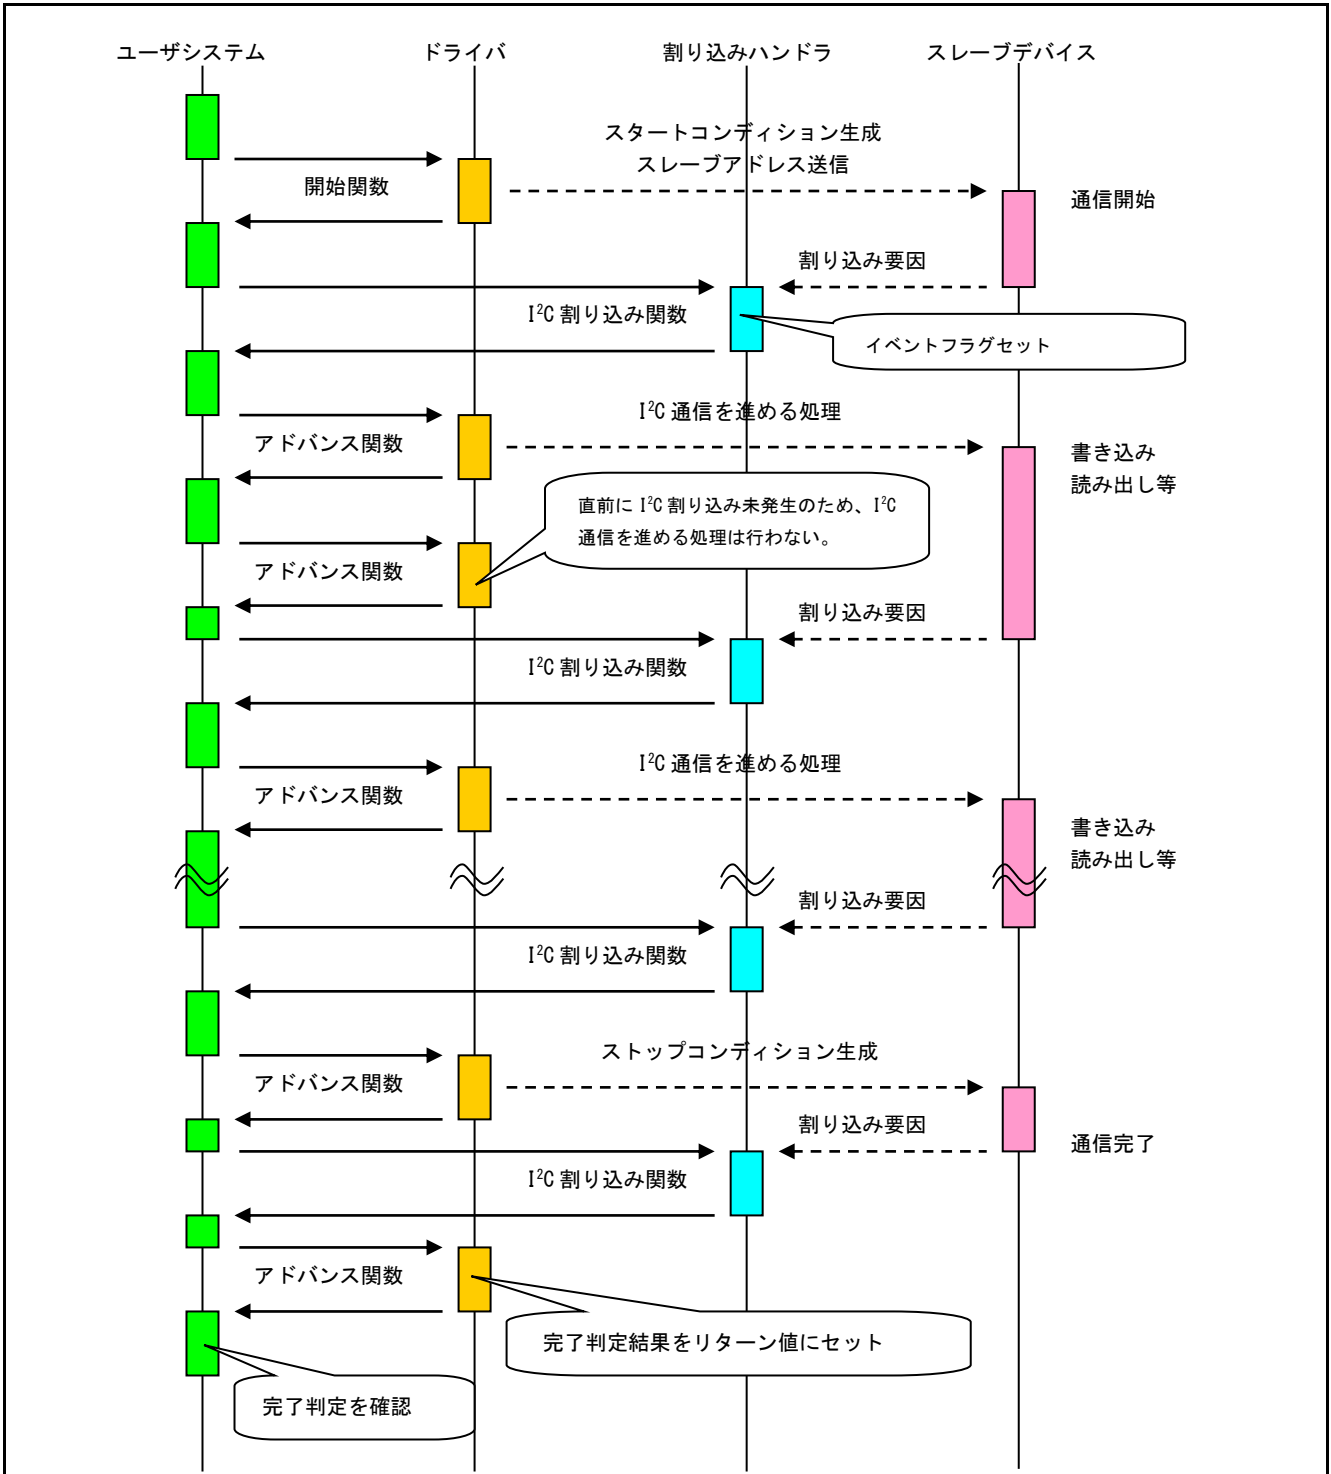 ユーザシステム
ドライバ
割り込みハンドラ
スレーブデバイス
スタートコンディション生成
スレーブアドレス送信
開始関数
通信開始
割り込み要因
I²C 割り込み関数
イベントフラグセット
I²C 通信を進める処理
アドバンス関数
書き込み
読み出し等
直前に I²C 割り込み未発生のため、I²C
通信を進める処理は行わない。
アドバンス関数
割り込み要因
I²C 割り込み関数
I²C 通信を進める処理
アドバンス関数
書き込み
読み出し等
割り込み要因
I²C 割り込み関数
ストップコンディション生成
アドバンス関数
割り込み要因
通信完了
I²C 割り込み関数
アドバンス関数
完了判定結果をリターン値にセット
完了判定を確認